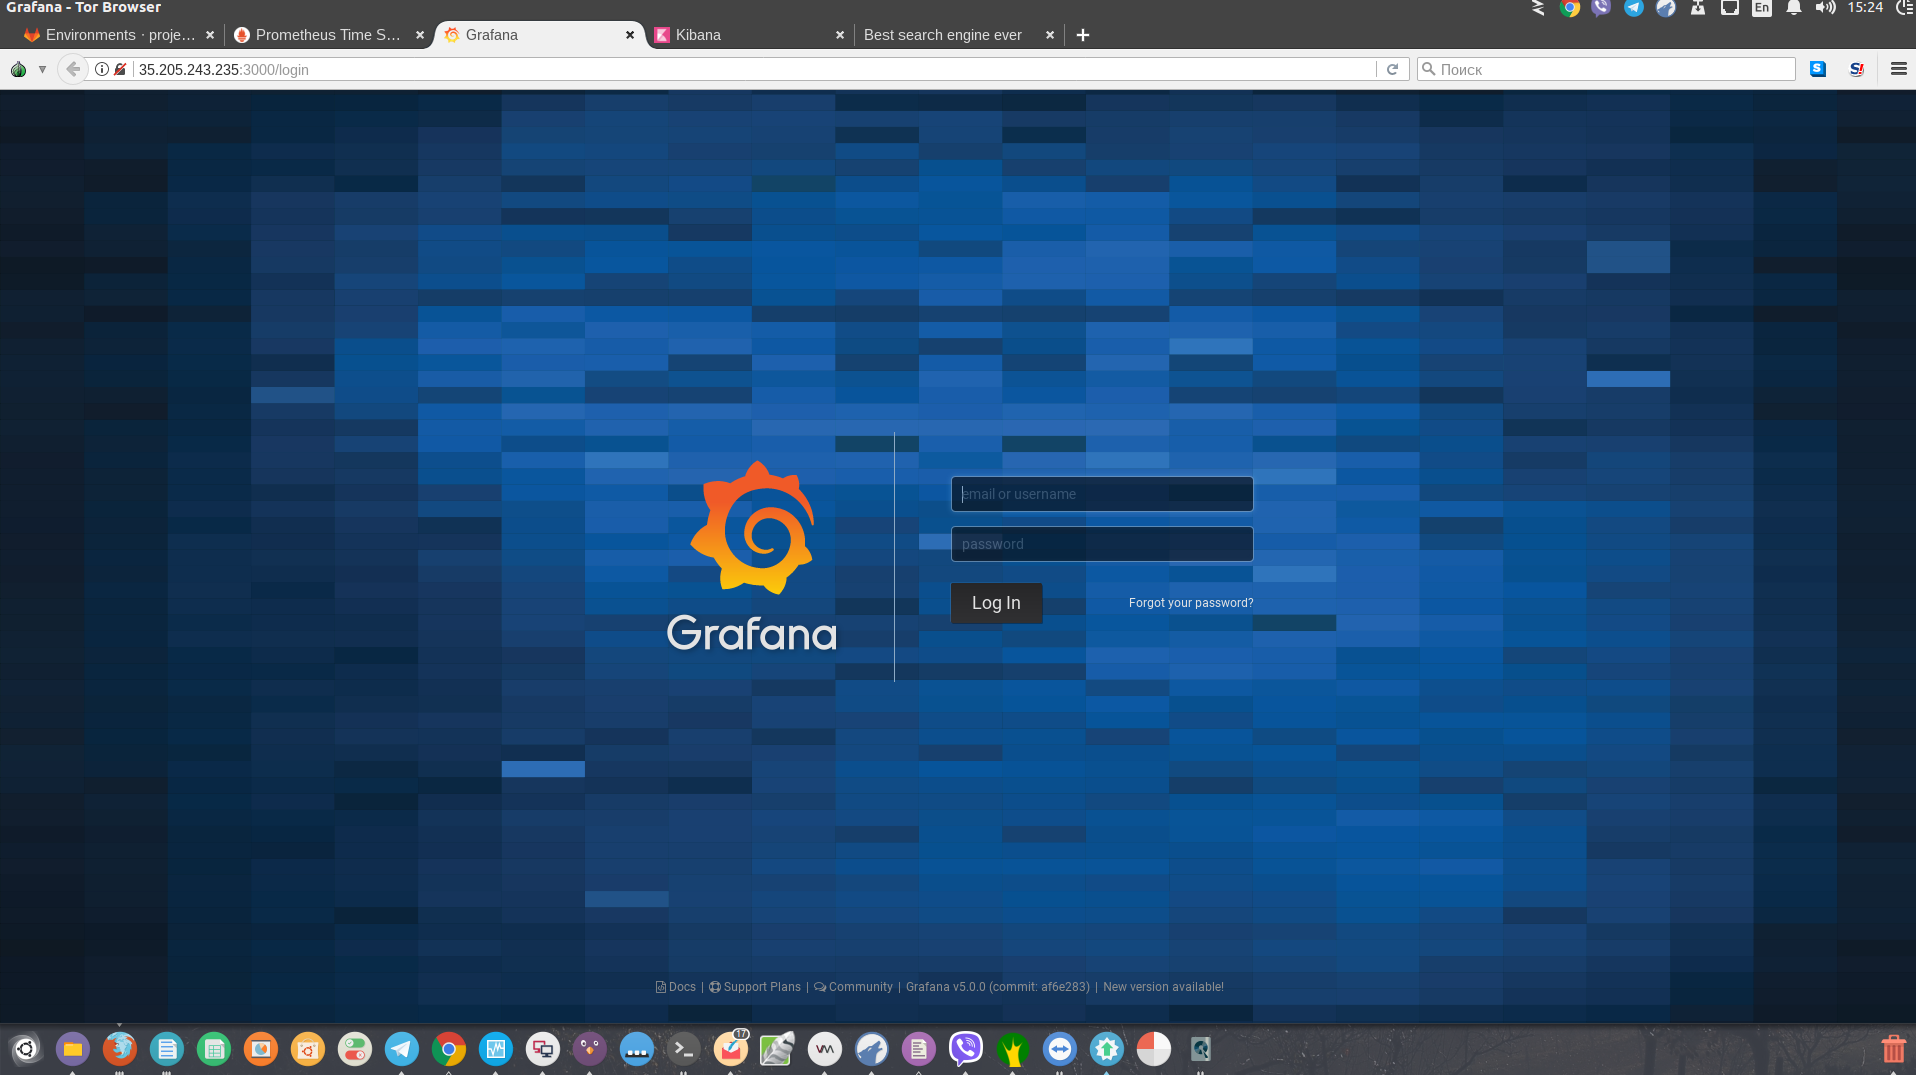 Grafana - Tor Browser
En
15:24
Environments · proje...
Prometheus Time S...
Grafana
Kibana
Best search engine ever
35.205.243.235:3000/login
Поиск
email or username
password
Log In
Forgot your password?
Grafana
Docs | Support Plans | Community | Grafana v5.0.0 (commit: af6e283) | New version available!
17